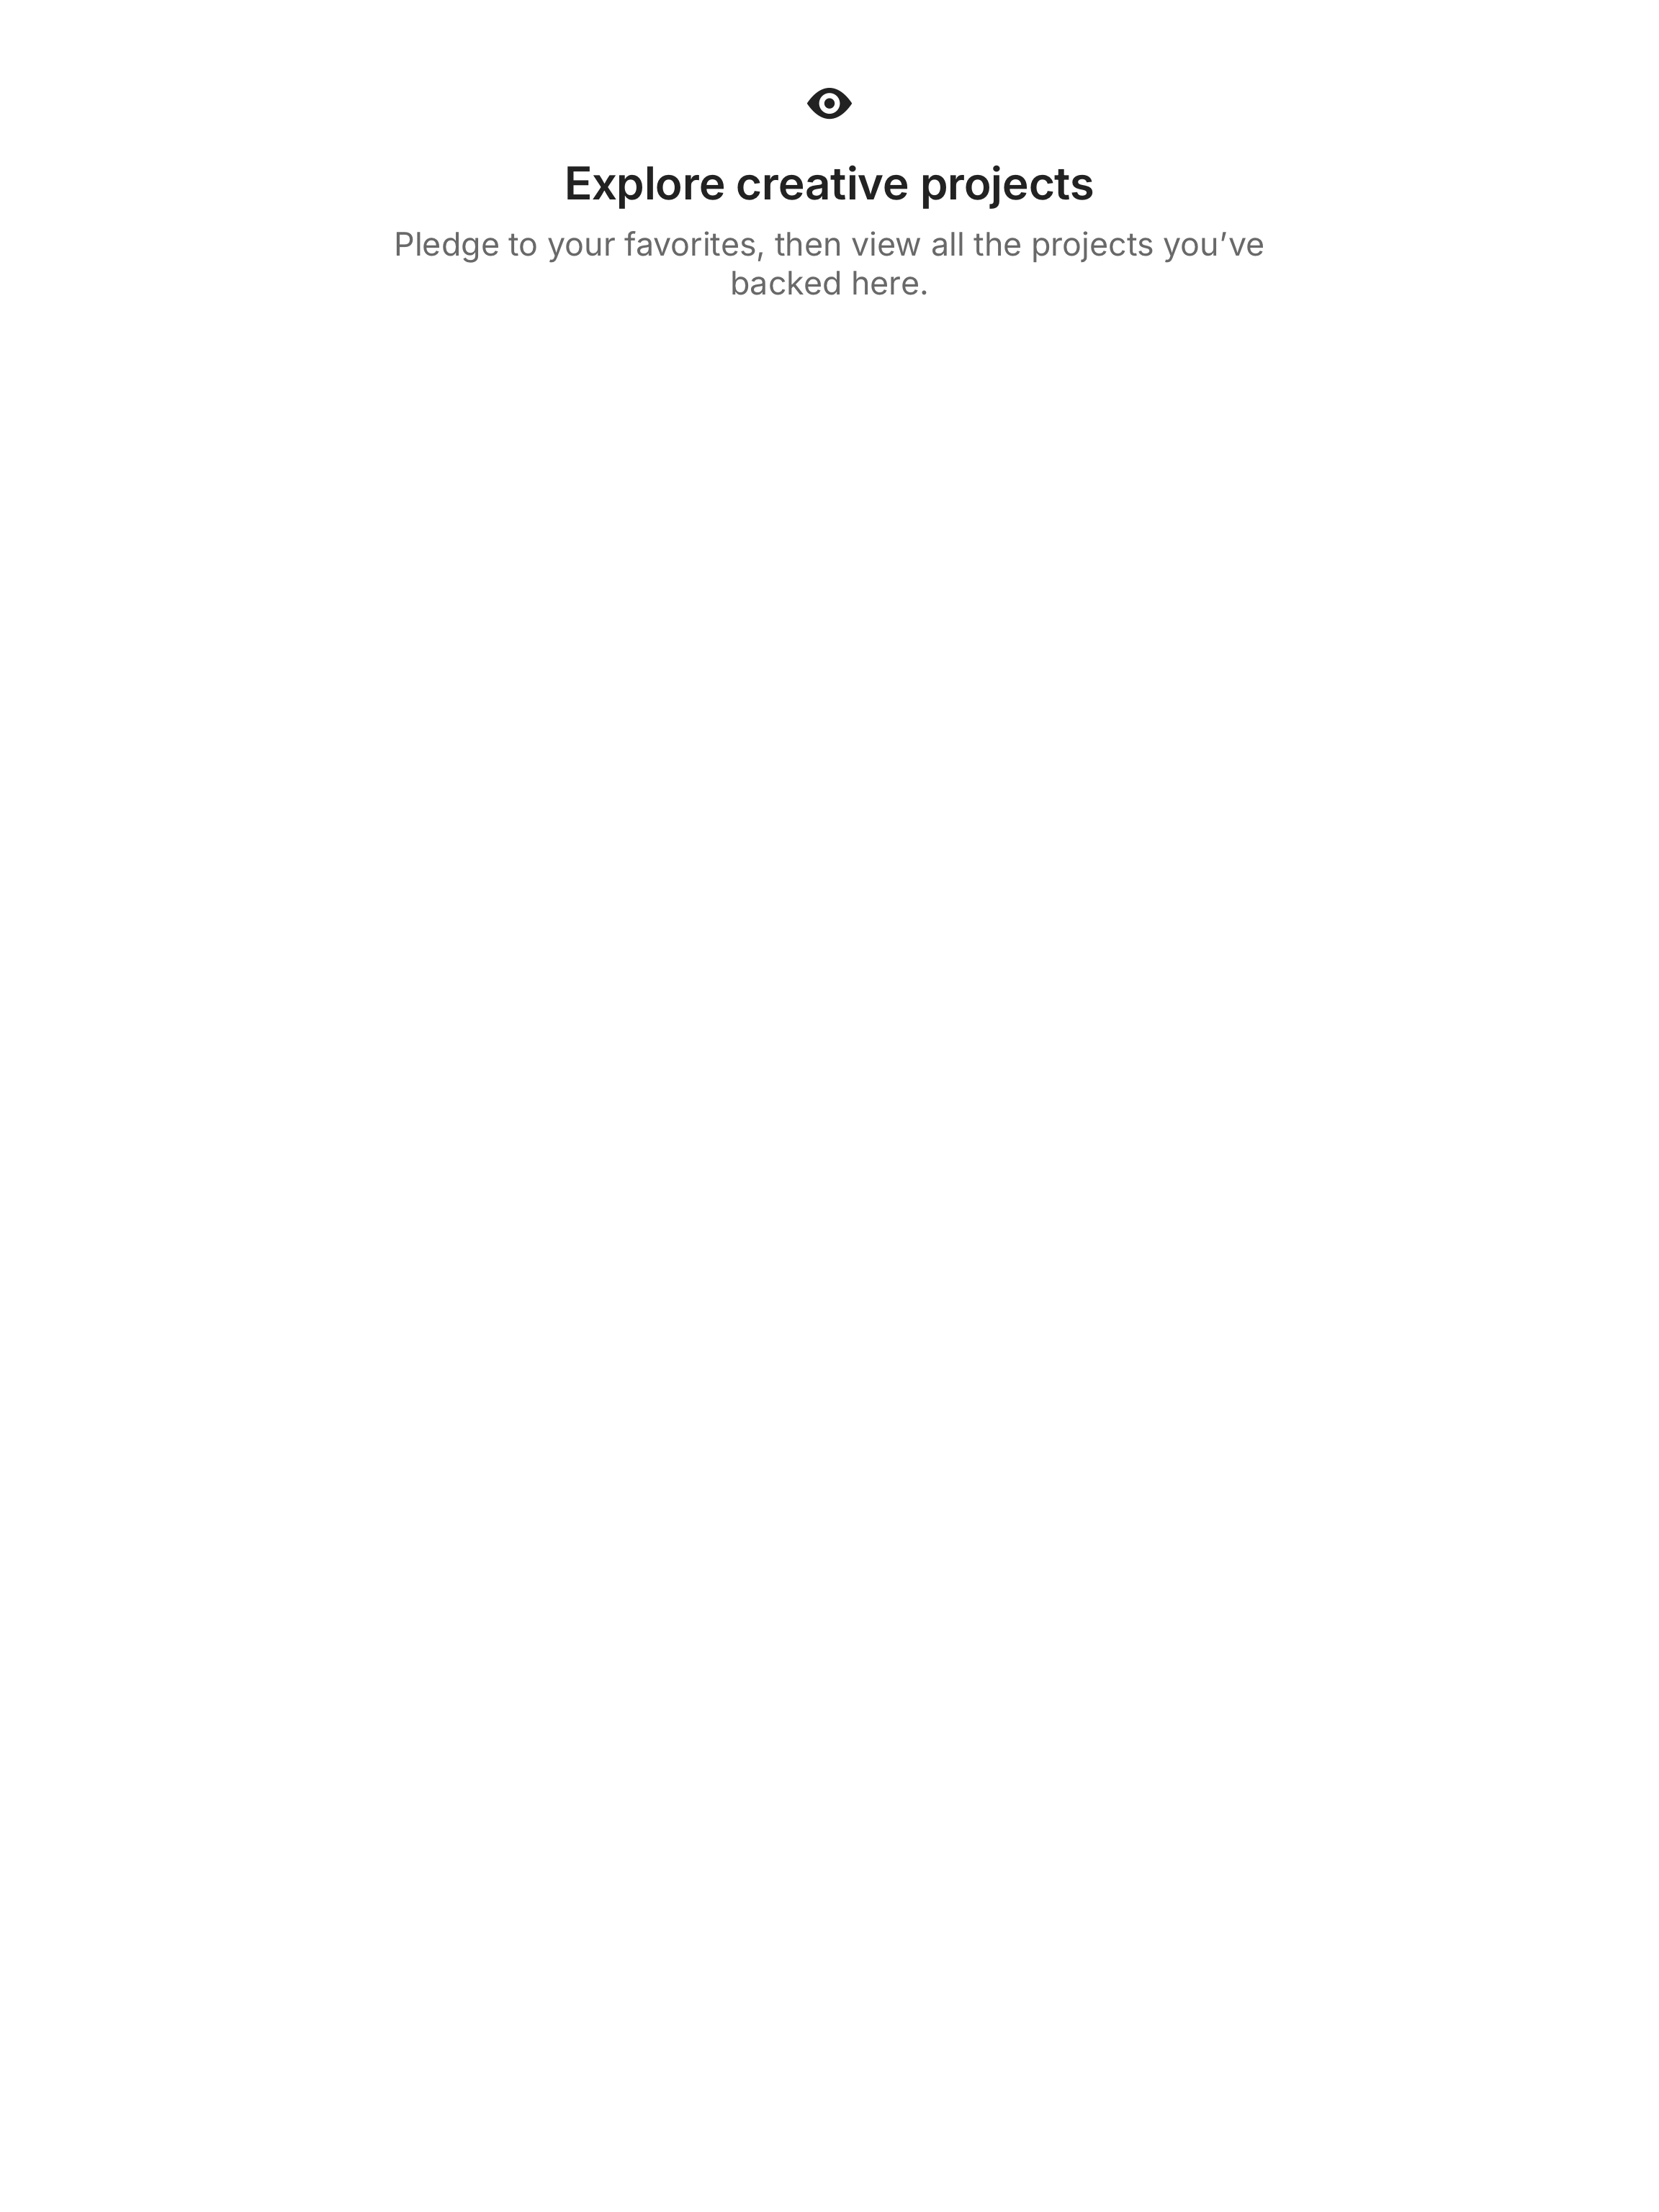 Explore creative projects
Pledge to your favorites, then view all the projects you’ve
backed here.